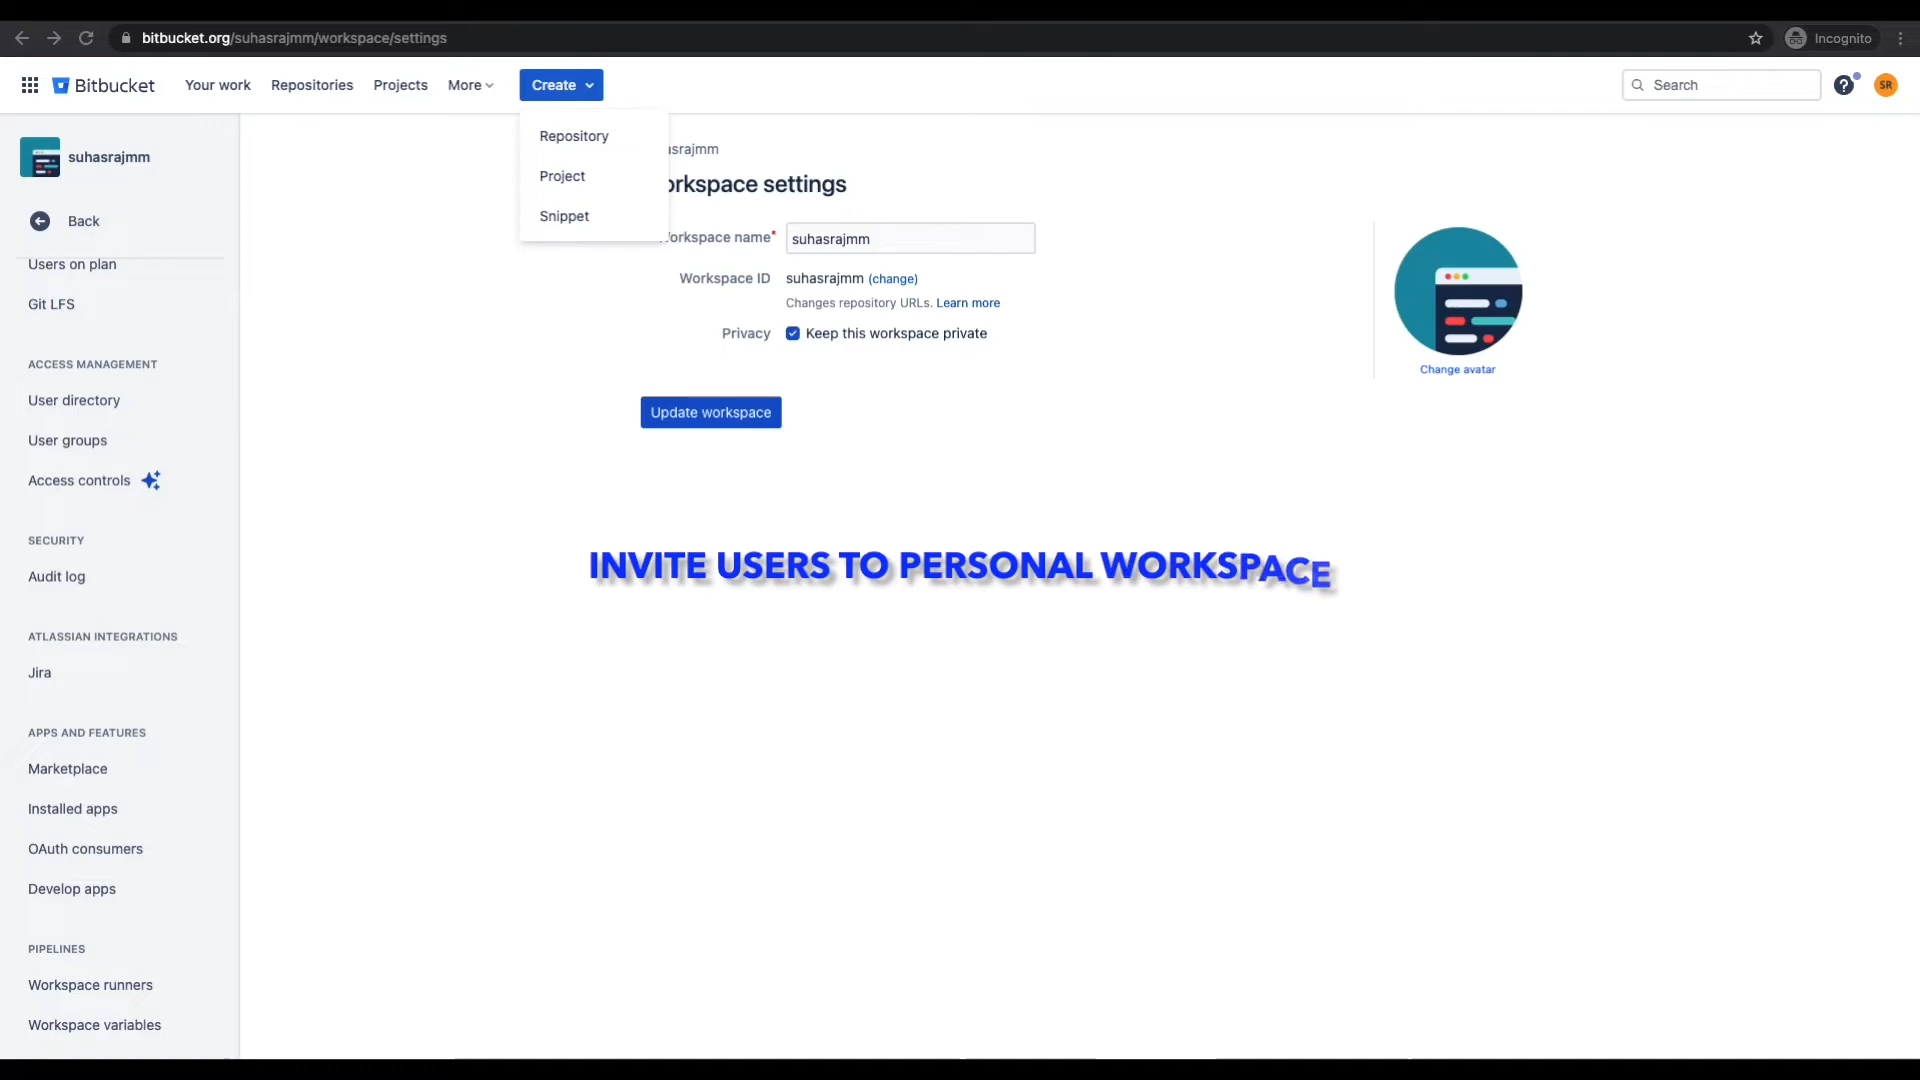 bitbucket.org/suhasrajmm/workspace/settings
Incognito
Bitbucket
Your work
Repositories
Projects
More
Create
Search
SR
suhasrajmm
Back
Users on plan
Git LFS
ACCESS MANAGEMENT
User directory
User groups
Access controls
SECURITY
Audit log
ATLASSIAN INTEGRATIONS
Jira
APPS AND FEATURES
Marketplace
Installed apps
OAuth consumers
Develop apps
PIPELINES
Workspace runners
Workspace variables
Repository
Project
Snippet
asrajmm
orkspace settings
orkspace name*
suhasrajmm
Workspace ID
suhasrajmm (change)
Changes repository URLs. Learn more
Privacy
Keep this workspace private
Update workspace
Change avatar
INVITE USERS TO PERSONAL WORKSPACE